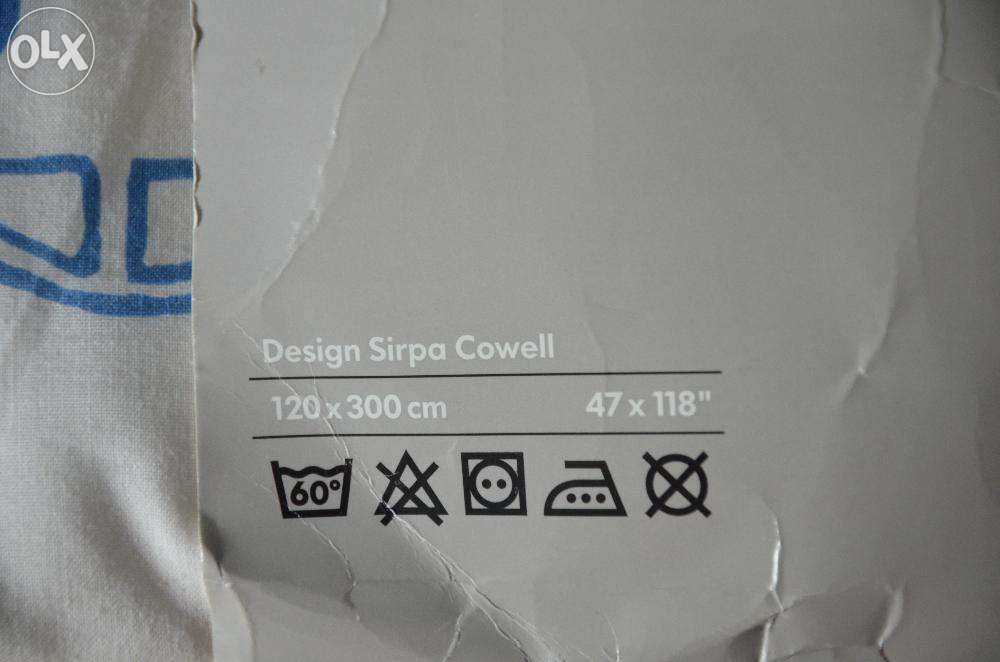 OLX
Design Sirpa Cowell
120 x 300 cm 47 x 118"
60°